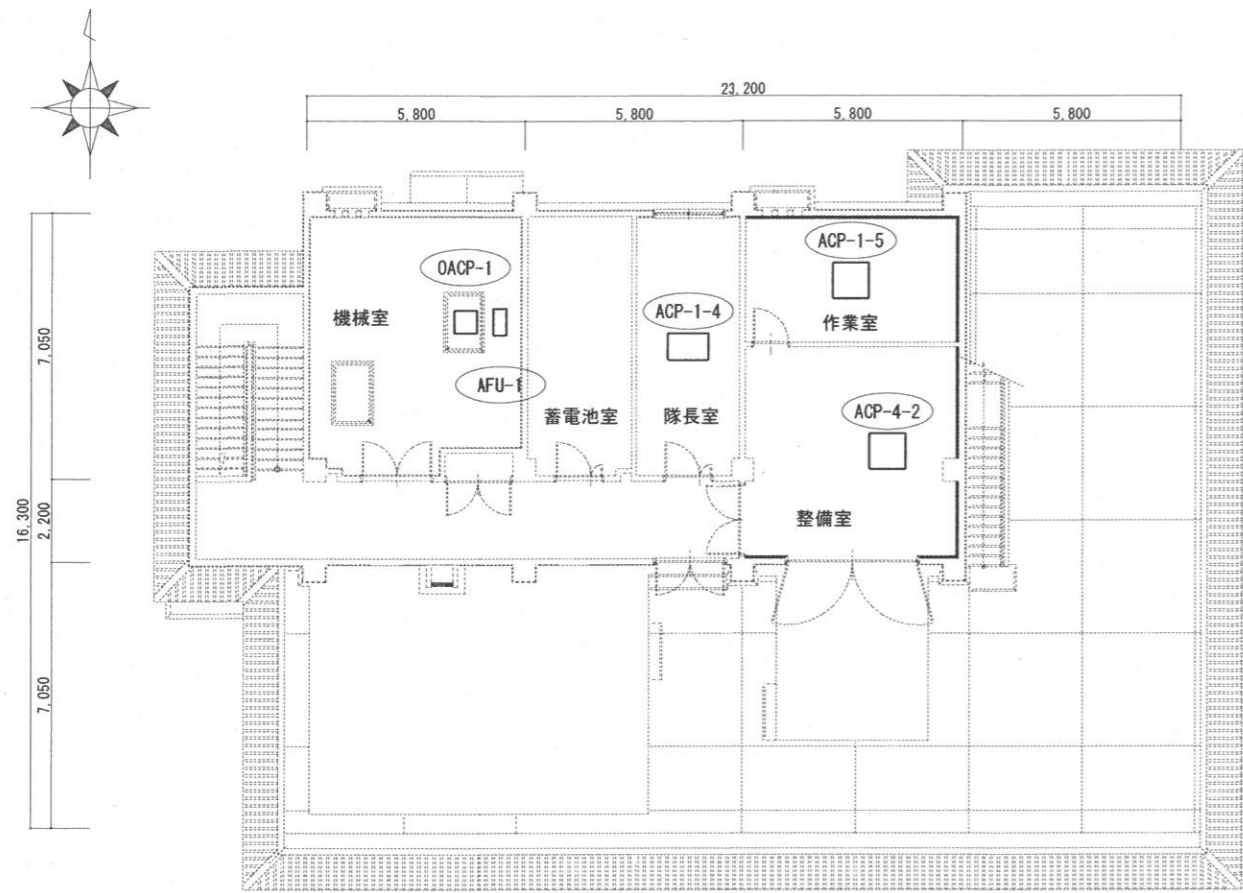 23,200
5,800
5,800
5,800
5,800
ACP-1-5
OACP-1
ACP-1-4
機械室
作業室
7,050
AFU-1
蓄電池室
隊長室
ACP-4-2
16,300
2,200
整備室
7,050